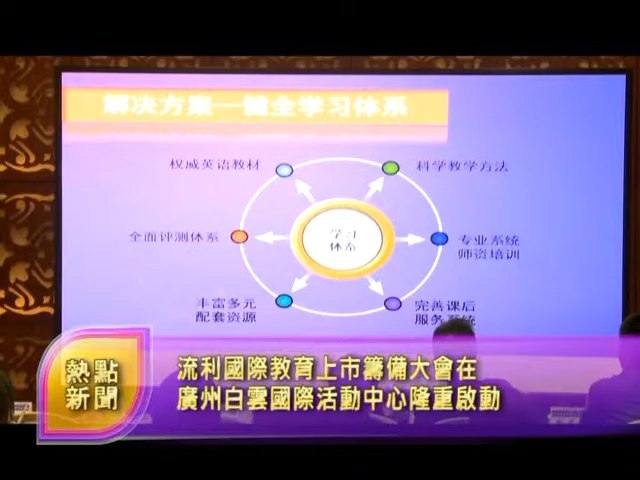 解决方案—健全学习体系
权威英语教材
科学教学方法
全面评测体系
学习
体系
专业系统
师资培训
丰富多元
配套资源
完善课后
服务系统
熱點
新聞
流利國際教育上市籌備大會在
廣州白雲國際活動中心隆重啟動